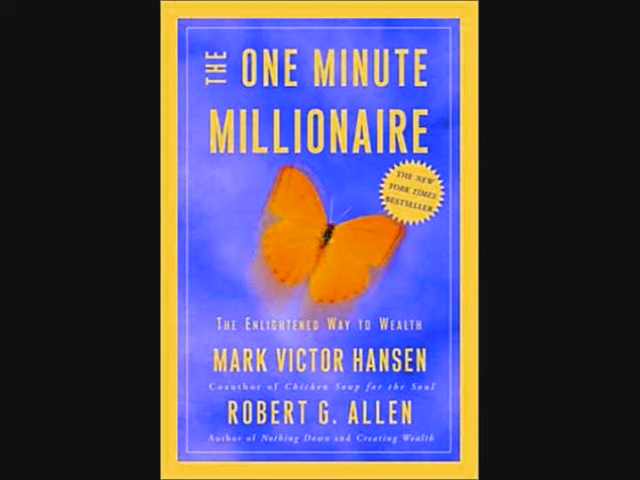 THE ONE MINUTE
MILLIONAIRE
THE NEW
YORK TIMES
BESTSELLER
THE ENLIGHTENED WAY TO WEALTH
MARK VICTOR HANSEN
Coauthor of Chicken Soup for the Soul
ROBERT G. ALLEN
Author of Nothing Down and Creating Wealth